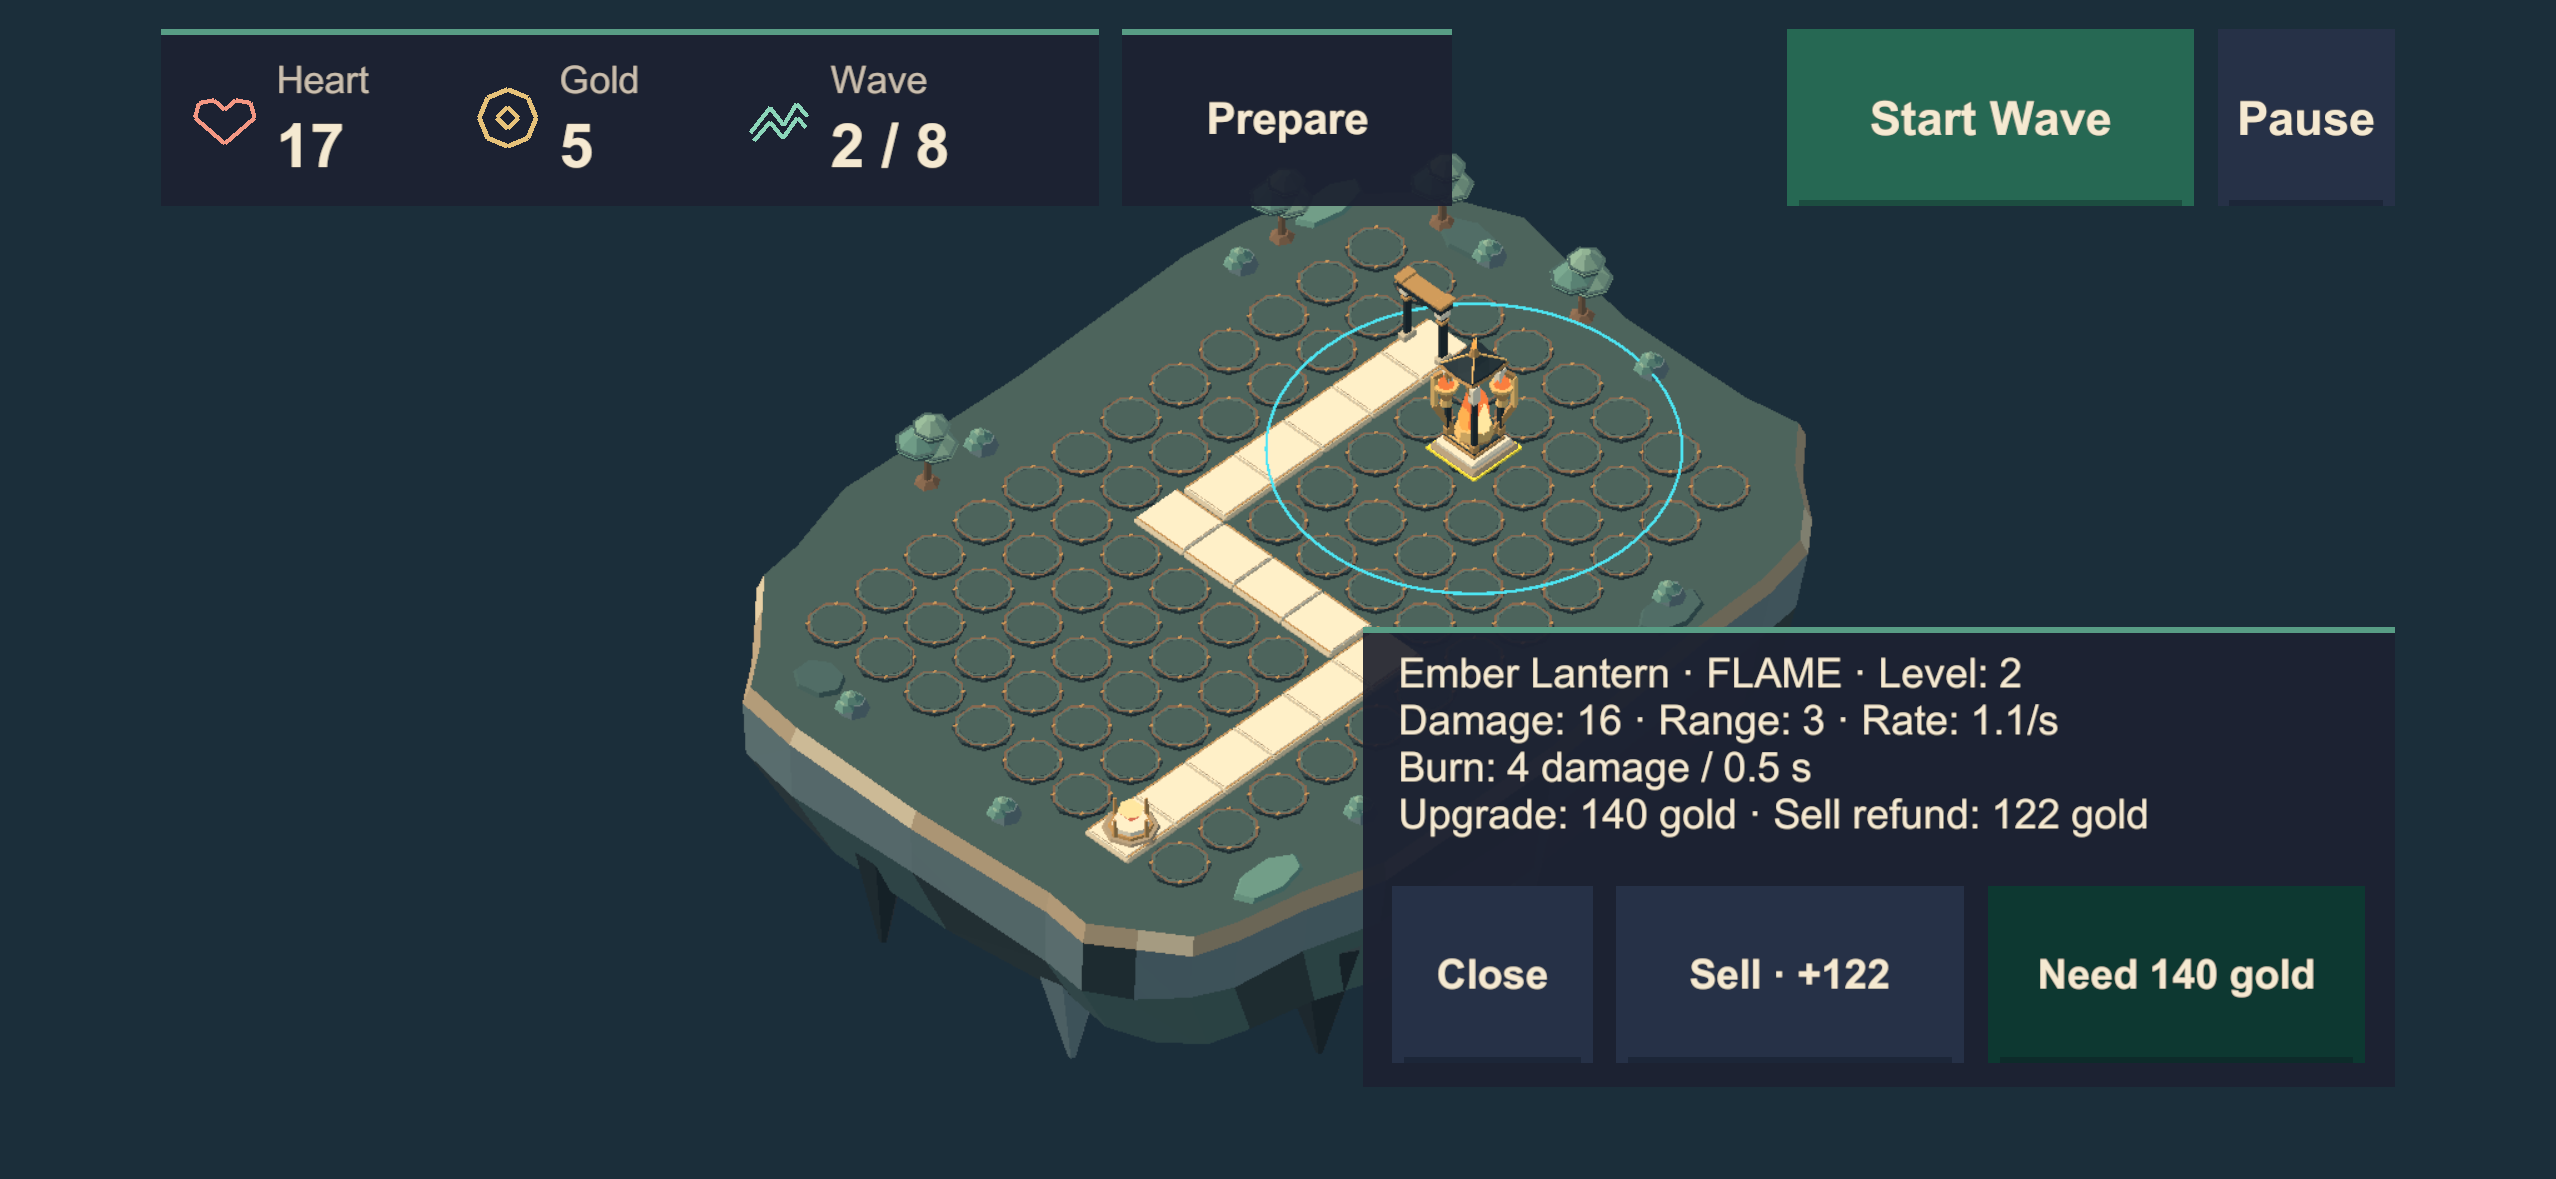 Heart
17
Gold
5
Wave
2 / 8
Prepare
Start Wave
Pause
Ember Lantern · FLAME · Level: 2
Damage: 16 · Range: 3 · Rate: 1.1/s
Burn: 4 damage / 0.5 s
Upgrade: 140 gold · Sell refund: 122 gold
Close
Sell · +122
Need 140 gold